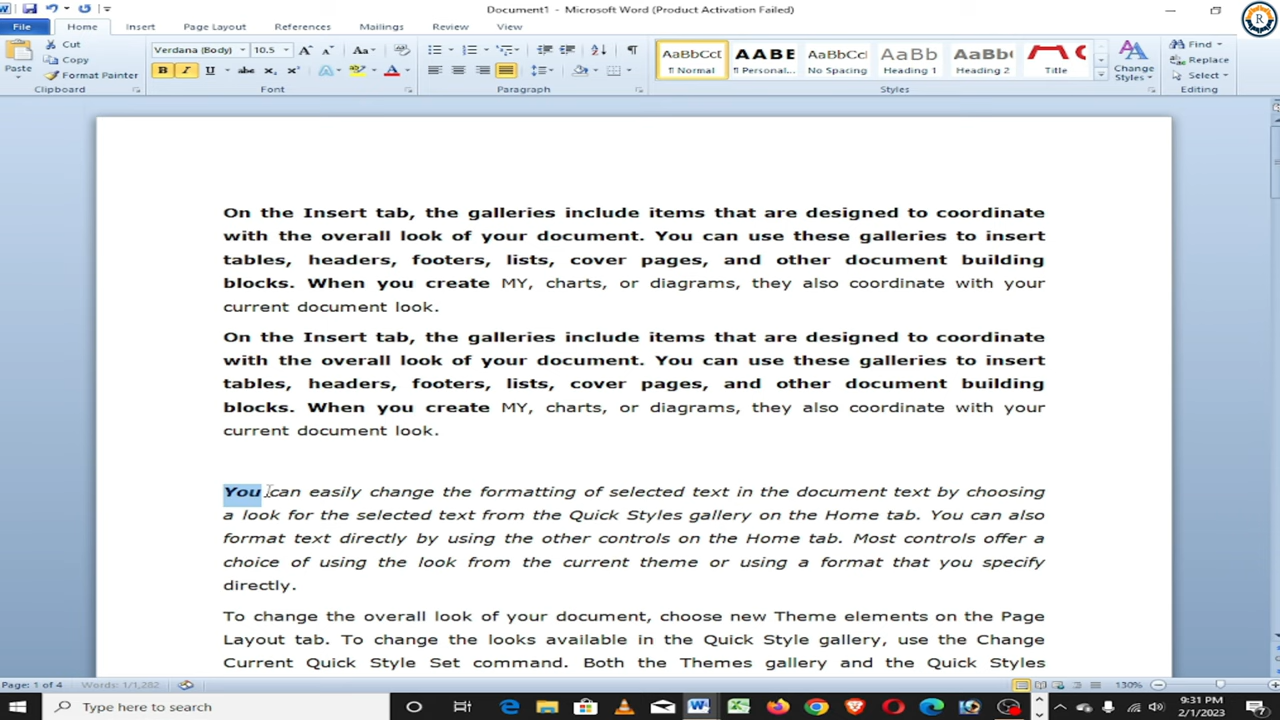 Document1 - Microsoft Word (Product Activation Failed)
File Home Insert Page Layout References Mailings Review View
Paste Cut Copy Format Painter Clipboard
Verdana (Body) 10.5 Aa B I U abc x₂ x² A A Font
Paragraph
AaBbCcD ¶ Normal AABE ¶ Personal... AaBbCcD No Spacing AaBb Heading 1 AaBb Heading 2 Title Change Styles Styles
Find Replace Select Editing
R
On the Insert tab, the galleries include items that are designed to coordinate
with the overall look of your document. You can use these galleries to insert
tables, headers, footers, lists, cover pages, and other document building
blocks. When you create MY, charts, or diagrams, they also coordinate with your
current document look.
On the Insert tab, the galleries include items that are designed to coordinate
with the overall look of your document. You can use these galleries to insert
tables, headers, footers, lists, cover pages, and other document building
blocks. When you create MY, charts, or diagrams, they also coordinate with your
current document look.
You can easily change the formatting of selected text in the document text by choosing
a look for the selected text from the Quick Styles gallery on the Home tab. You can also
format text directly by using the other controls on the Home tab. Most controls offer a
choice of using the look from the current theme or using a format that you specify
directly.
To change the overall look of your document, choose new Theme elements on the Page
Layout tab. To change the looks available in the Quick Style gallery, use the Change
Current Quick Style Set command. Both the Themes gallery and the Quick Styles
Page: 1 of 4 Words: 1/1,282 130%
Type here to search 9:31 PM
2/1/2023